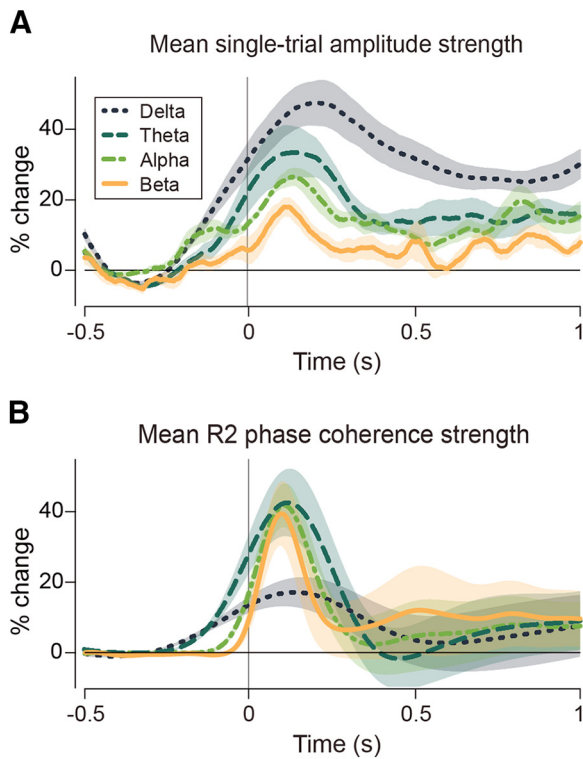 A
Mean single-trial amplitude strength
Delta
Theta
Alpha
Beta
% change
40
20
0
-0.5
0
0.5
1
Time (s)
B
Mean R2 phase coherence strength
% change
40
20
0
-0.5
0
0.5
1
Time (s)